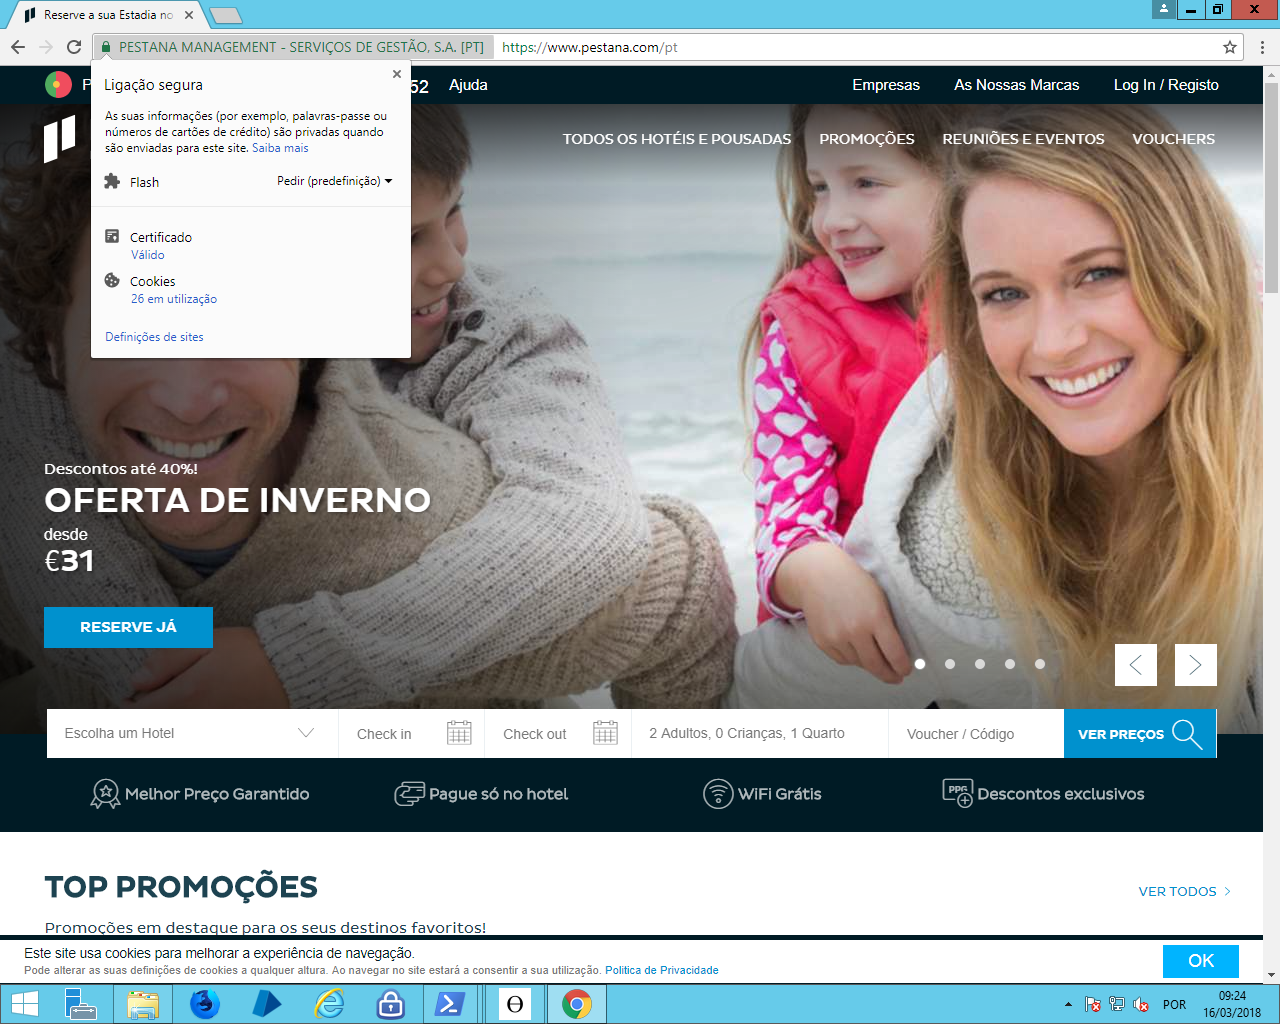 Reserve a sua Estadia no
PESTANA MANAGEMENT - SERVIÇOS DE GESTÃO, S.A. [PT]
https://www.pestana.com/pt
Ligação segura
As suas informações (por exemplo, palavras-passe ou
números de cartões de crédito) são privadas quando
são enviadas para este site. Saiba mais
Flash
Pedir (predefinição)
Certificado
Válido
Cookies
26 em utilização
Definições de sites
P
52
Ajuda
Empresas
As Nossas Marcas
Log In / Registo
TODOS OS HOTÉIS E POUSADAS
PROMOÇÕES
REUNIÕES E EVENTOS
VOUCHERS
Descontos até 40%!
OFERTA DE INVERNO
desde
€31
RESERVE JÁ
Escolha um Hotel
Check in
Check out
2 Adultos, 0 Crianças, 1 Quarto
Voucher / Código
VER PREÇOS
Melhor Preço Garantido
Pague só no hotel
WiFi Grátis
PPG
Descontos exclusivos
TOP PROMOÇÕES
VER TODOS
Promoções em destaque para os seus destinos favoritos!
Este site usa cookies para melhorar a experiência de navegação.
Pode alterar as suas definições de cookies a qualquer altura. Ao navegar no site estará a consentir a sua utilização. Politica de Privacidade
OK
POR
09:24
16/03/2018